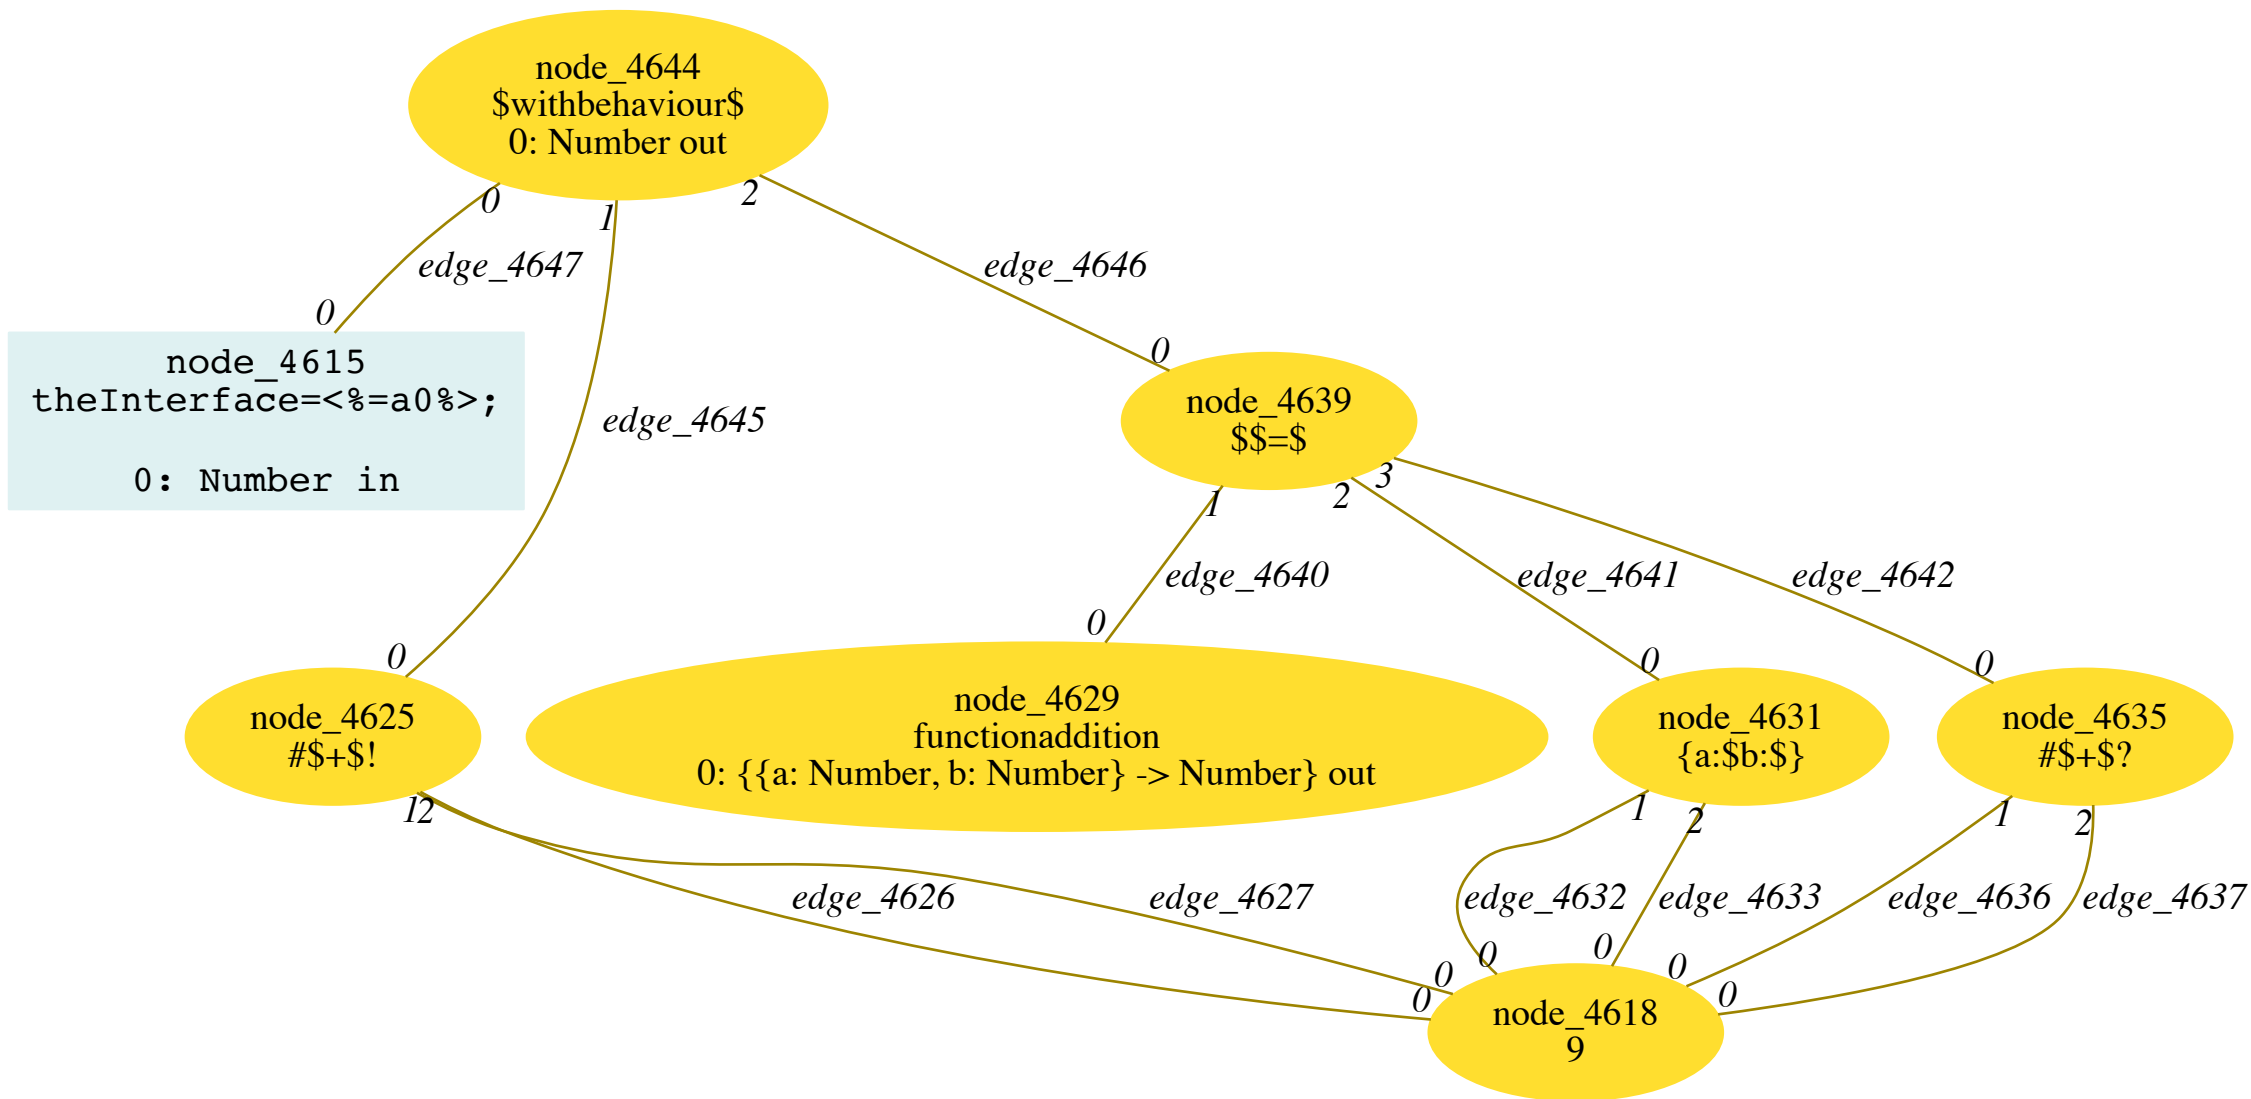 node_4644
$withbehaviour$
0: Number out
0
1
2
edge_4647
edge_4646
0
0
node_4615
theInterface=<%=a0%>;
0: Number in
edge_4645
node_4639
$$=$
1
2
3
edge_4640
edge_4641
edge_4642
0
0
0
0
node_4625
#$+$!
node_4629
functionaddition
0: {{a: Number, b: Number} -> Number} out
node_4631
{a:$b:$}
node_4635
#$+$?
1
2
1
2
1
2
edge_4626
edge_4627
edge_4632
edge_4633
edge_4636
edge_4637
0
0
0
0
0
0
node_4618
9